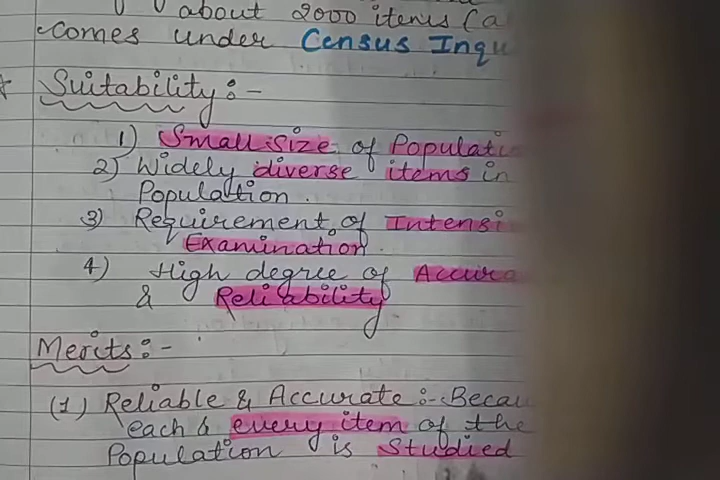 about 2000 items (a
comes under Census Inqu
Suitability :-
1) Small size of Populatio
2) Widely diverse items in
Population.
3) Requirement of Intensi
Examination.
4) High degree of Accura
& Reliability
Merits :-
(1) Reliable & Accurate :- Becau
each & every item of the
Population is Studied